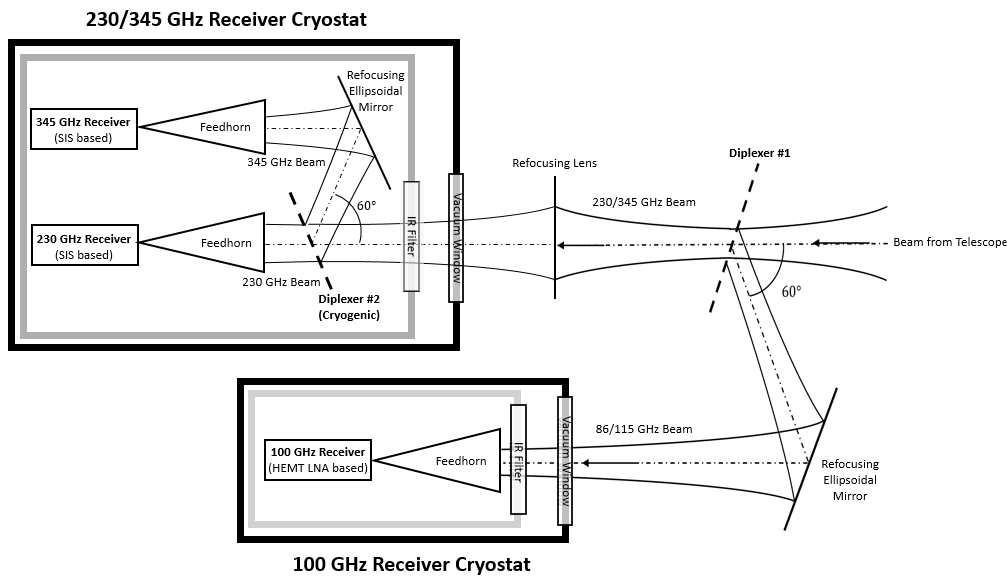 230/345 GHz Receiver Cryostat
Refocusing
Ellipsoidal
Mirror
345 GHz Receiver
(SIS based)
Feedhorn
345 GHz Beam
60°
230 GHz Receiver
(SIS based)
Feedhorn
230 GHz Beam
Diplexer #2
(Cryogenic)
IR Filter
Vacuum Window
Refocusing Lens
230/345 GHz Beam
Diplexer #1
Beam from Telescope
60°
86/115 GHz Beam
Refocusing
Ellipsoidal
Mirror
100 GHz Receiver
(HEMT LNA based)
Feedhorn
IR Filter
Vacuum Window
100 GHz Receiver Cryostat